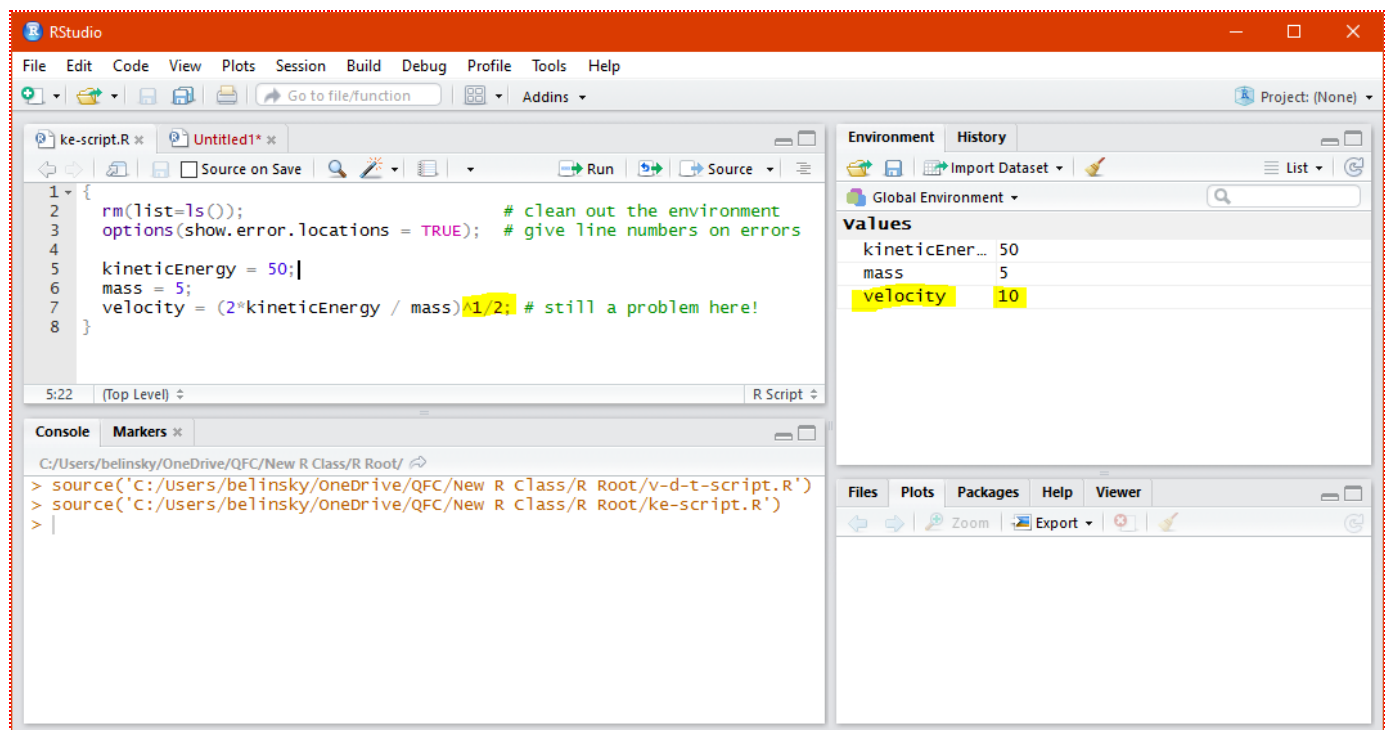 RStudio
File Edit Code View Plots Session Build Debug Profile Tools Help
Go to file/function Addins Project: (None)
ke-script.R Untitled1*
Source on Save Run Source
1 {
2 rm(list=ls()); # clean out the environment
3 options(show.error.locations = TRUE); # give line numbers on errors
4
5 kineticEnergy = 50;
6 mass = 5;
7 velocity = (2*kineticEnergy / mass)^1/2; # still a problem here!
8 }
5:22 (Top Level) R Script
Console Markers
C:/Users/belinsky/OneDrive/QFC/New R Class/R Root/
> source('C:/Users/belinsky/OneDrive/QFC/New R Class/R Root/v-d-t-script.R')
> source('C:/Users/belinsky/OneDrive/QFC/New R Class/R Root/ke-script.R')
>
Environment History
Import Dataset List
Global Environment
Values
kineticEner... 50
mass 5
velocity 10
Files Plots Packages Help Viewer
Zoom Export